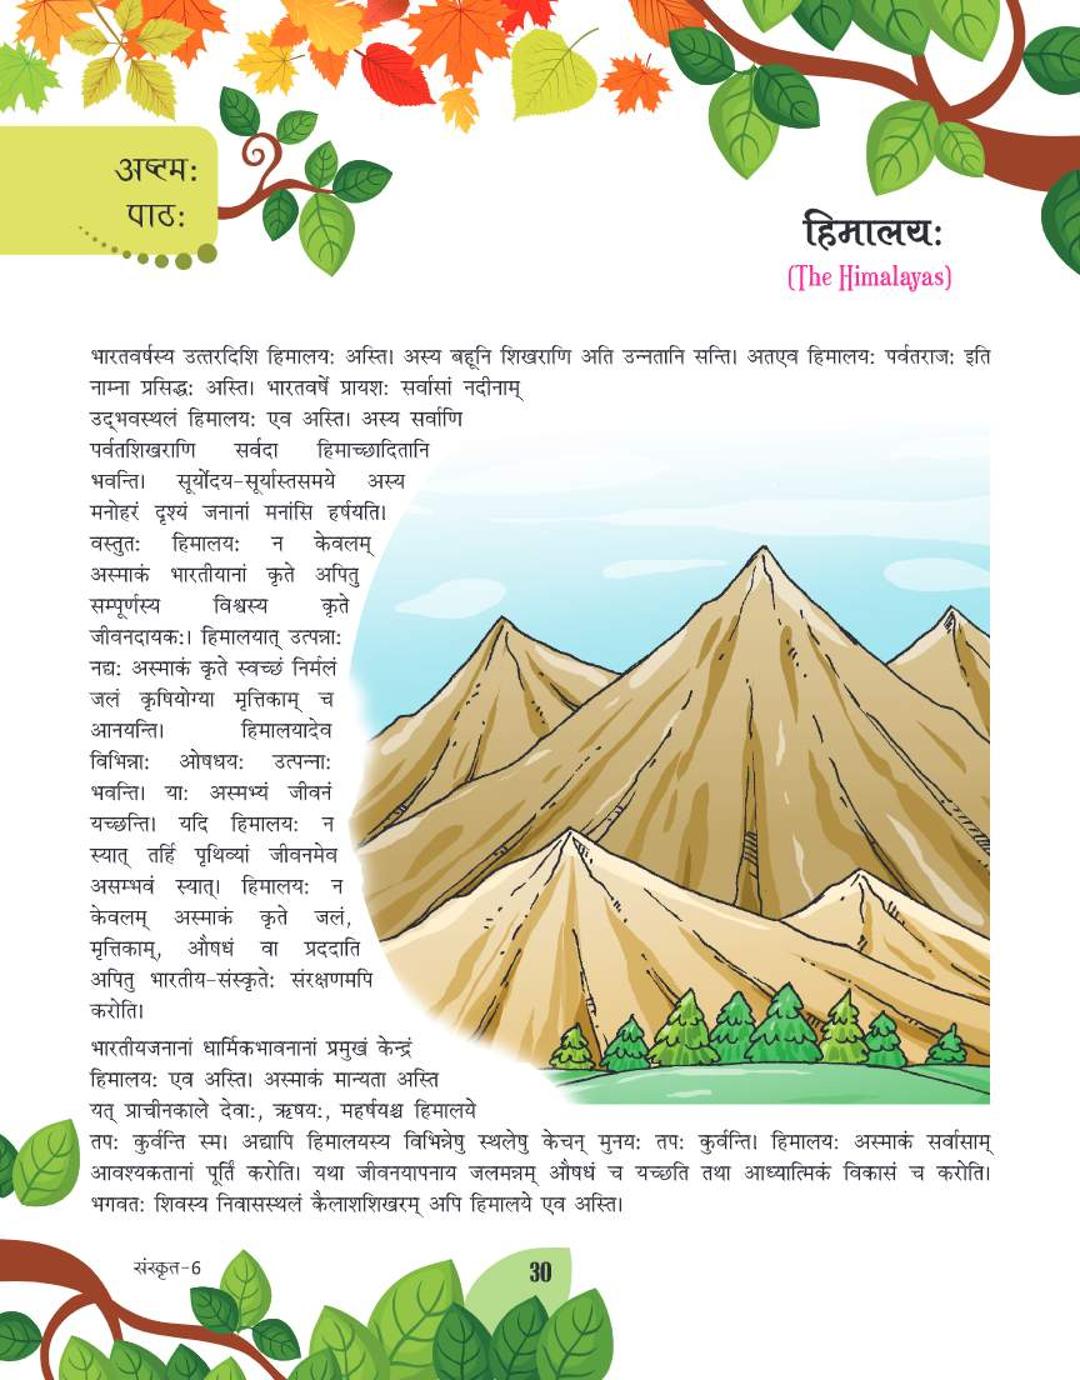 अष्टम:
पाठ:
हिमालय:
(The Himalayas)
भारतवर्षस्य उत्तरदिशि हिमालय: अस्ति। अस्य बहूनि शिखराणि अति उन्नतानि सन्ति। अतएव हिमालय: पर्वतराज: इति
नाम्ना प्रसिद्ध: अस्ति। भारतवर्षे प्रायश: सर्वासां नदीनाम्
उद्‌भवस्थलं हिमालय: एव अस्ति। अस्य सर्वाणि
पर्वतशिखराणि सर्वदा हिमाच्छादितानि
भवन्ति। सूर्योदय-सूर्यास्तसमये अस्य
मनोहरं दृश्यं जनानां मनांसि हर्षयति।
वस्तुत: हिमालय: न केवलम्
अस्माकं भारतीयानां कृते अपितु
सम्पूर्णस्य विश्वस्य कृते
जीवनदायक:। हिमालयात् उत्पन्ना:
नद्य: अस्माकं कृते स्वच्छं निर्मलं
जलं कृषियोग्या मृत्तिकाम् च
आनयन्ति। हिमालयादेव
विभिन्ना: ओषधय: उत्पन्ना:
भवन्ति। या: अस्मभ्यं जीवनं
यच्छन्ति। यदि हिमालय: न
स्यात् तर्हि पृथिव्यां जीवनमेव
असम्भवं स्यात्। हिमालय: न
केवलम् अस्माकं कृते जलं,
मृत्तिकाम्, औषधं वा प्रददाति
अपितु भारतीय-संस्कृते: संरक्षणमपि
करोति।
भारतीयजनानां धार्मिकभावनानां प्रमुखं केन्द्रं
हिमालय: एव अस्ति। अस्माकं मान्यता अस्ति
यत् प्राचीनकाले देवा:, ऋषय:, महर्षयश्च हिमालये
तप: कुर्वन्ति स्म। अद्यापि हिमालयस्य विभिन्नेषु स्थलेषु केचन् मुनय: तप: कुर्वन्ति। हिमालय: अस्माकं सर्वासाम्
आवश्यकतानां पूर्तिं करोति। यथा जीवनयापनाय जलमन्नम् औषधं च यच्छति तथा आध्यात्मिकं विकासं च करोति।
भगवत: शिवस्य निवासस्थलं कैलाशशिखरम् अपि हिमालये एव अस्ति।
संस्कृत-6
30